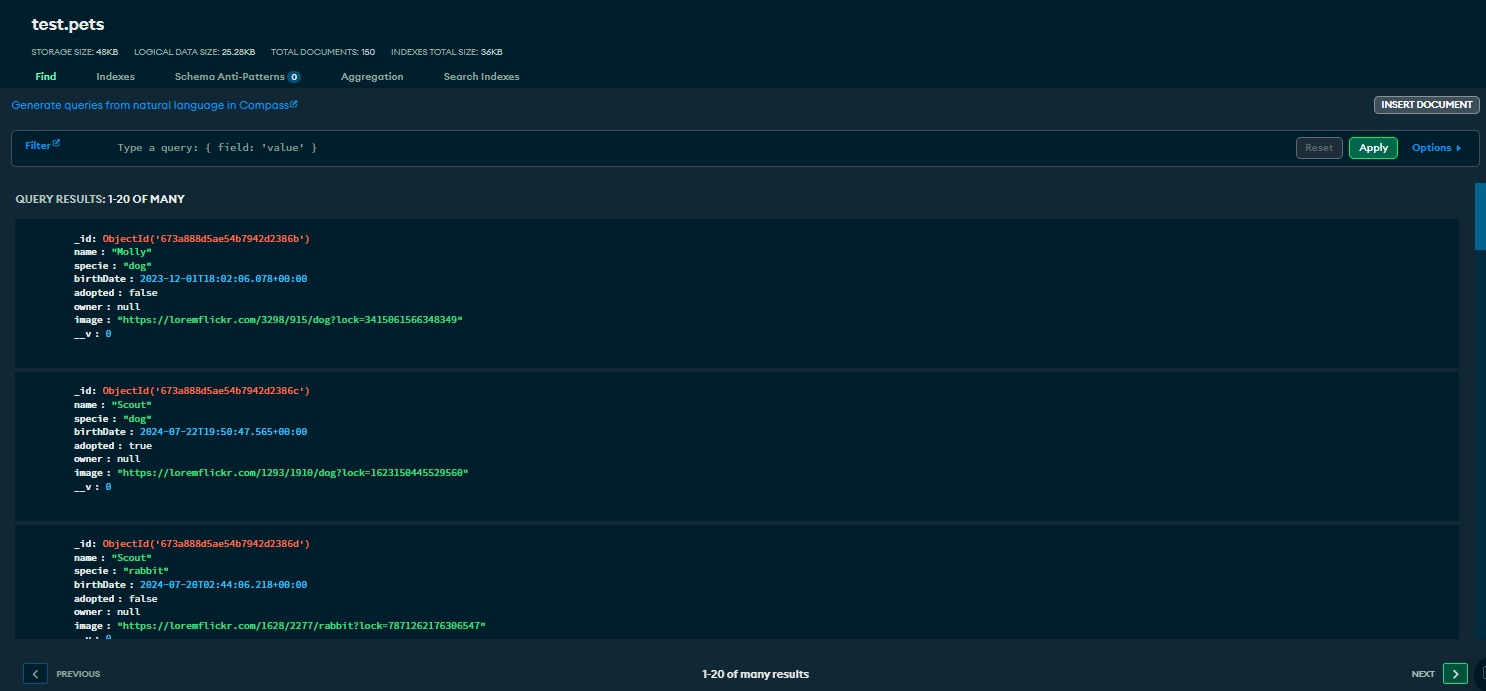 test.pets
STORAGE SIZE: 48KB LOGICAL DATA SIZE: 25.28KB TOTAL DOCUMENTS: 150 INDEXES TOTAL SIZE: 36KB
Find Indexes Schema Anti-Patterns 0 Aggregation Search Indexes
Generate queries from natural language in Compass
INSERT DOCUMENT
Filter Type a query: { field: 'value' } Reset Apply Options
QUERY RESULTS: 1-20 OF MANY
_id: ObjectId('673a888d5ae54b7942d2386b')
name : "Molly"
specie : "dog"
birthDate : 2023-12-01T18:02:06.078+00:00
adopted : false
owner : null
image : "https://loremflickr.com/3298/915/dog?lock=3415061566348349"
__v : 0
_id: ObjectId('673a888d5ae54b7942d2386c')
name : "Scout"
specie : "dog"
birthDate : 2024-07-22T19:50:47.565+00:00
adopted : true
owner : null
image : "https://loremflickr.com/1293/1910/dog?lock=1623150445529560"
__v : 0
_id: ObjectId('673a888d5ae54b7942d2386d')
name : "Scout"
specie : "rabbit"
birthDate : 2024-07-20T02:44:06.218+00:00
adopted : false
owner : null
image : "https://loremflickr.com/1628/2277/rabbit?lock=7871262176306547"
__v : 0
PREVIOUS 1-20 of many results NEXT